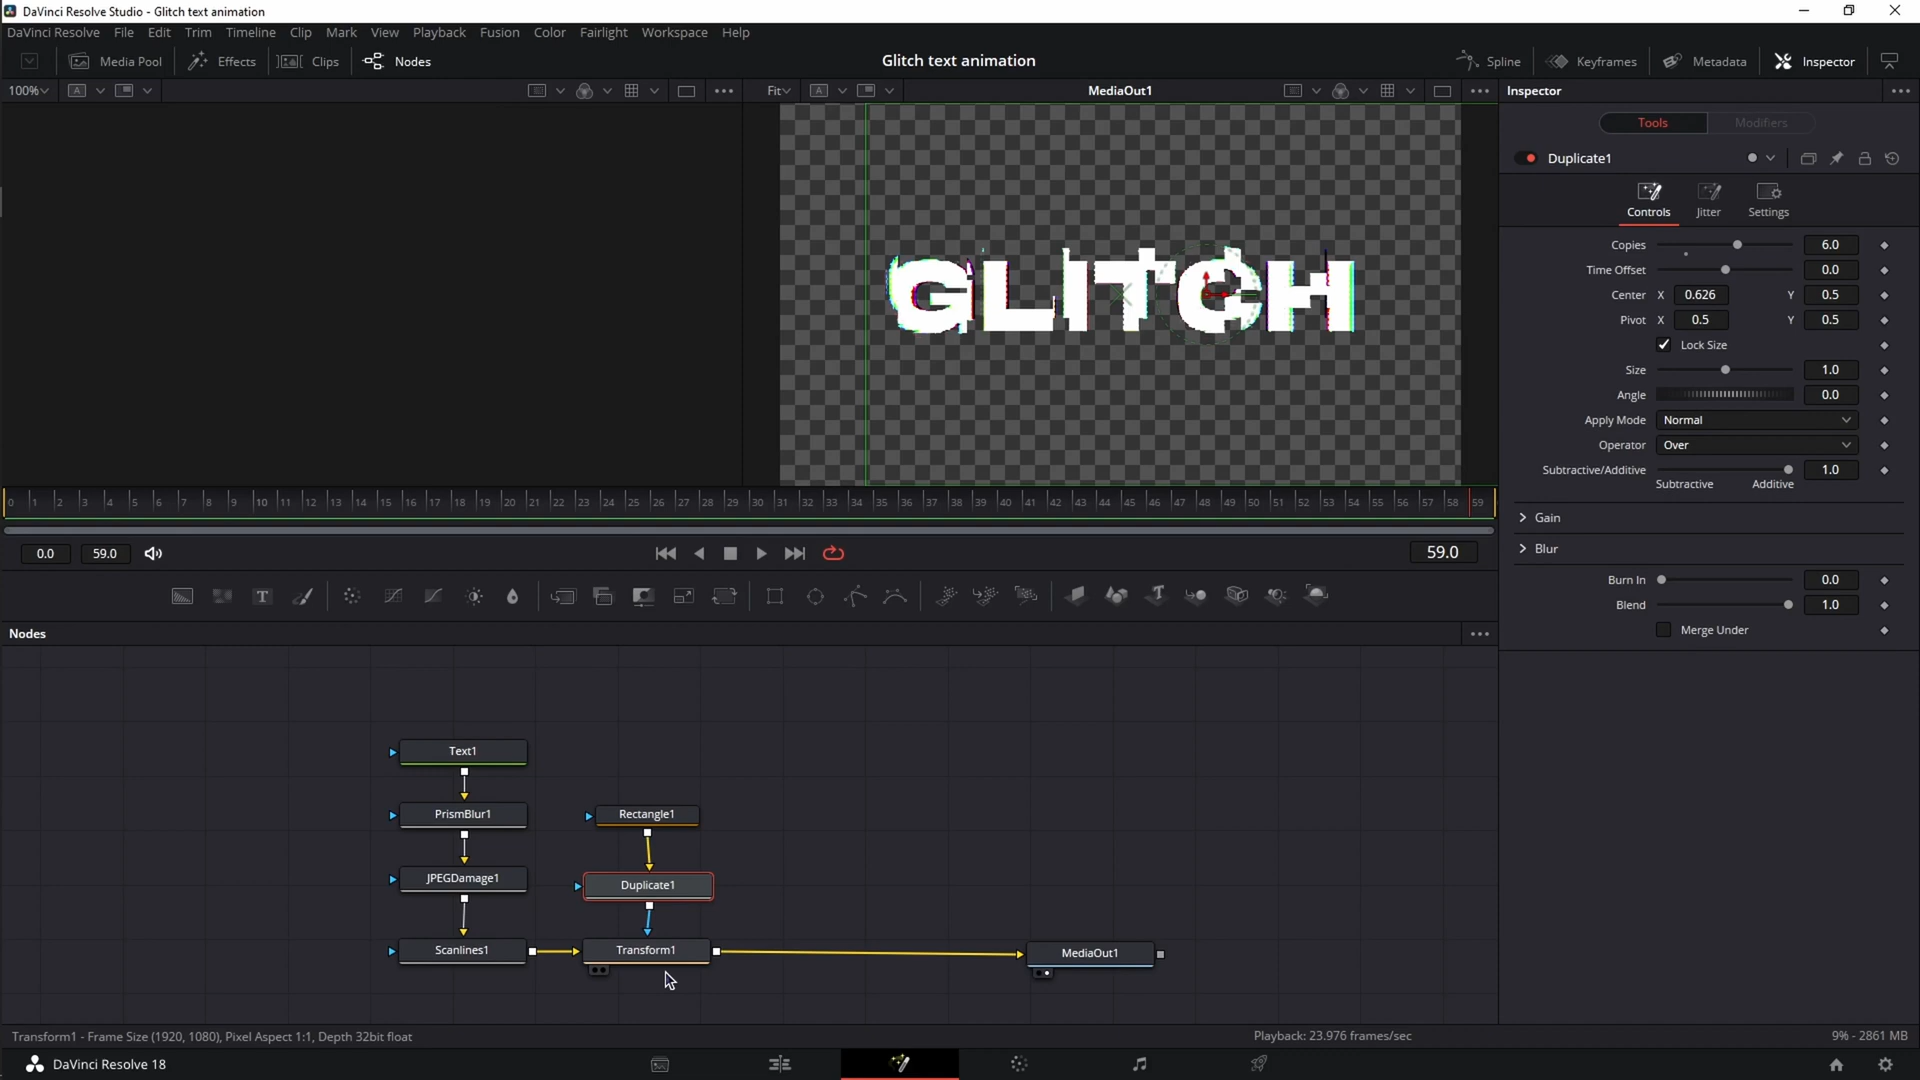 DaVinci Resolve Studio - Glitch text animation
DaVinci Resolve File Edit Trim Timeline Clip Mark View Playback Fusion Color Fairlight Workspace Help
Media Pool Effects Clips Nodes Glitch text animation Spline Keyframes Metadata Inspector
100% A Fit A MediaOut1 Inspector
Tools Modifiers
Duplicate1
Controls Jitter Settings
Copies 6.0
Time Offset 0.0
Center X 0.626 Y 0.5
Pivot X 0.5 Y 0.5
Lock Size
Size 1.0
Angle 0.0
Apply Mode Normal
Operator Over
Subtractive/Additive 1.0
Subtractive Additive
Gain
Blur
Burn In 0.0
Blend 1.0
Merge Under
GLITCH
0 1 2 3 4 5 6 7 8 9 10 11 12 13 14 15 16 17 18 19 20 21 22 23 24 25 26 27 28 29 30 31 32 33 34 35 36 37 38 39 40 41 42 43 44 45 46 47 48 49 50 51 52 53 54 55 56 57 58 59
0.0 59.0 59.0
Nodes
Text1
PrismBlur1
Rectangle1
JPEGDamage1
Duplicate1
Scanlines1
Transform1
MediaOut1
Transform1 - Frame Size (1920, 1080), Pixel Aspect 1:1, Depth 32bit float Playback: 23.976 frames/sec 9% - 2861 MB
DaVinci Resolve 18